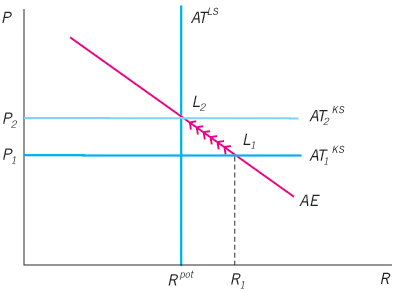 P
AT^LS
L2
P2
AT2^KS
L1
P1
AT1^KS
AE
R^pot
R1
R